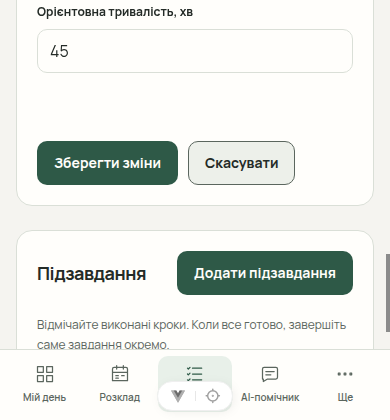 Орієнтовна тривалість, хв
45
Зберегти зміни
Скасувати
Підзавдання
Додати підзавдання
Відмічайте виконані кроки. Коли все готово, завершіть
саме завдання окремо.
Мій день
Розклад
AI-помічник
Ще